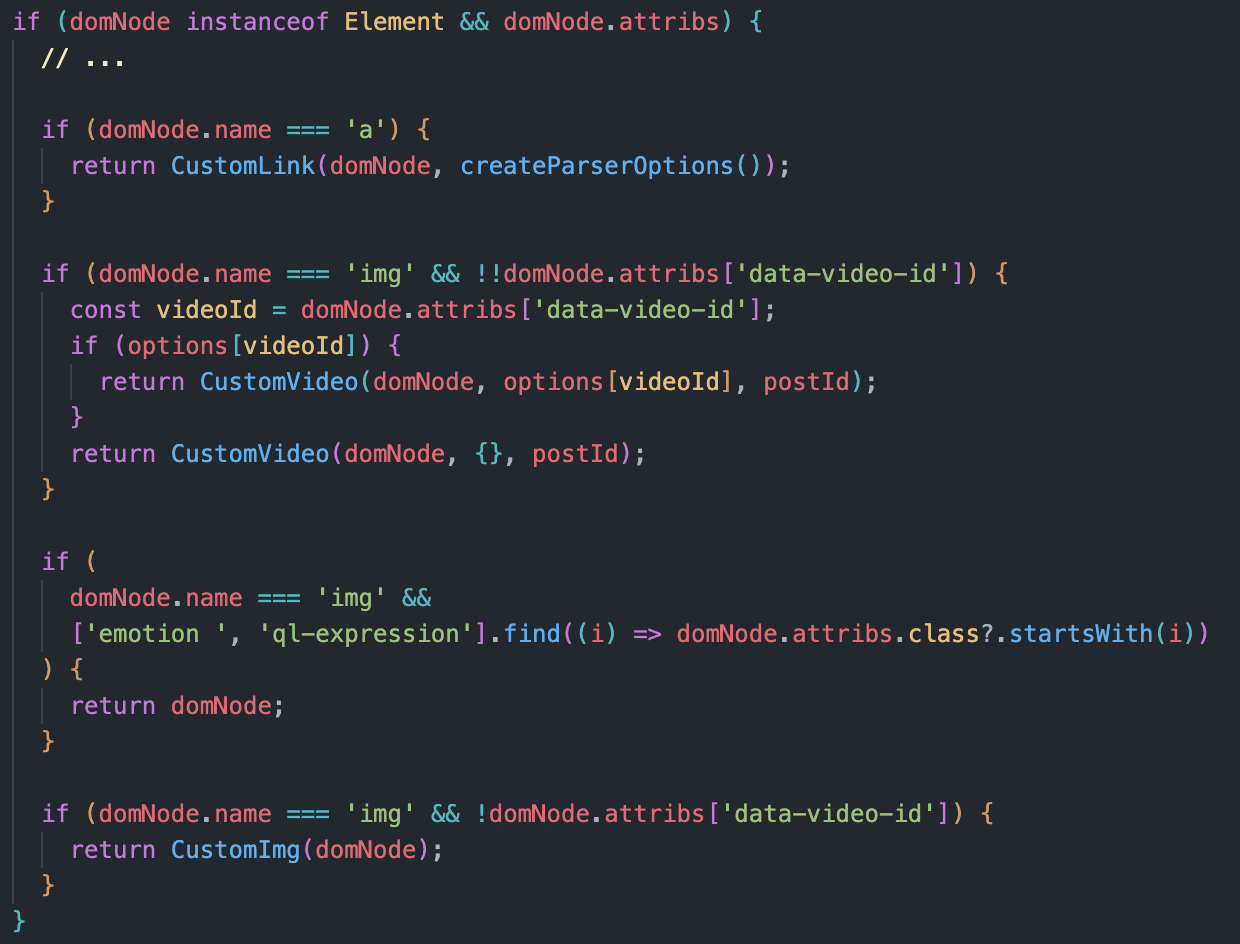 if (domNode instanceof Element && domNode.attribs) {
  // ...

  if (domNode.name === 'a') {
    return CustomLink(domNode, createParserOptions());
  }

  if (domNode.name === 'img' && !!domNode.attribs['data-video-id']) {
    const videoId = domNode.attribs['data-video-id'];
    if (options[videoId]) {
      return CustomVideo(domNode, options[videoId], postId);
    }
    return CustomVideo(domNode, {}, postId);
  }

  if (
    domNode.name === 'img' &&
    ['emotion ', 'ql-expression'].find((i) => domNode.attribs.class?.startsWith(i))
  ) {
    return domNode;
  }

  if (domNode.name === 'img' && !domNode.attribs['data-video-id']) {
    return CustomImg(domNode);
  }
}